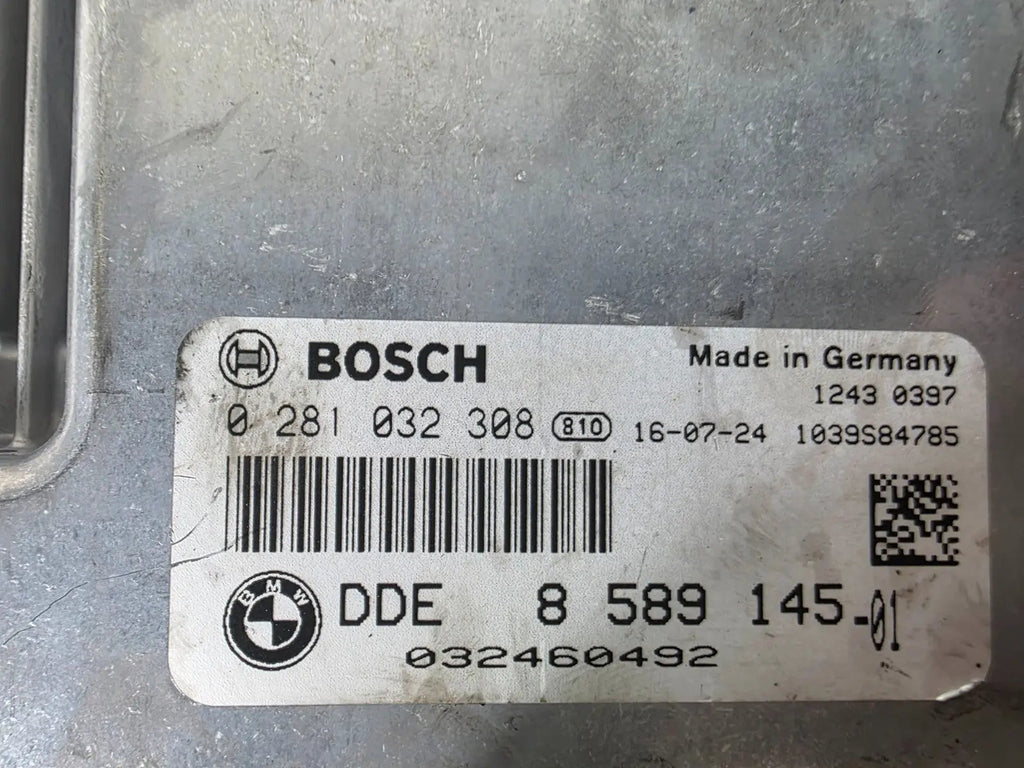 BOSCH Made in Germany
1243 0397
0 281 032 308 810 16-07-24 1039S84785
BMW DDE 8 589 145-01
032460492